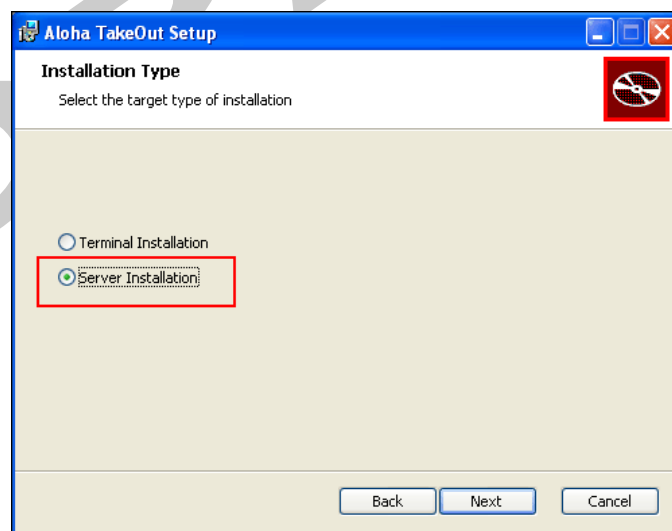 Aloha TakeOut Setup
Installation Type
Select the target type of installation
Terminal Installation
Server Installation
Back Next Cancel